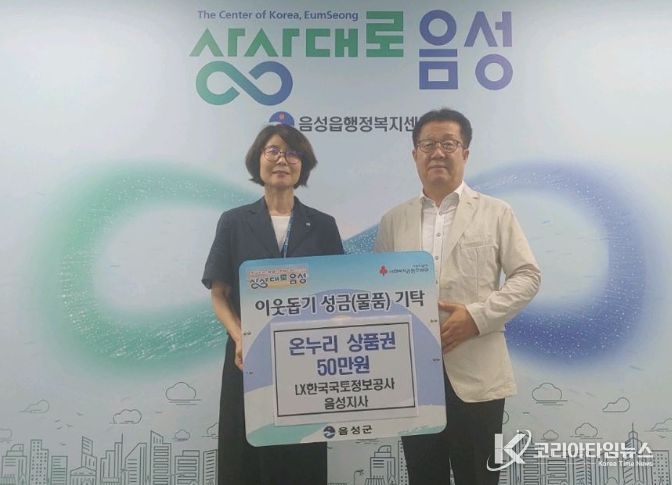 The Center of Korea, EumSeong
상상대로 음성
음성읍행정복지센
상상대로 음성
이웃돕기 성금(물품) 기탁
온누리 상품권
50만원
LX한국국토정보공사
음성지사
음성군
코리아타임뉴스
Korea Time News